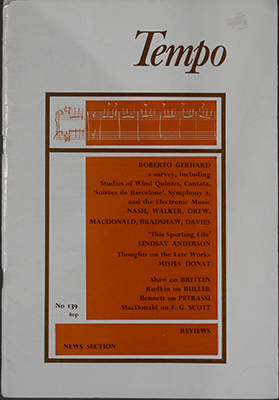 Tempo
ROBERTO GERHARD
a survey, including
Studies of Wind Quintet, Cantata,
'Soirées de Barcelone', Symphony 2,
and the Electronic Music
NASH, WALKER, DREW,
MACDONALD, BRADSHAW, DAVIES
'This Sporting Life'
LINDSAY ANDERSON
Thoughts on the Late Works
MISHA DONAT
Shaw on BRITTEN
Rudkin on BULLER
Bennett on PETRASSI
MacDonald on F. G. SCOTT
No 139
80p
REVIEWS
NEWS SECTION